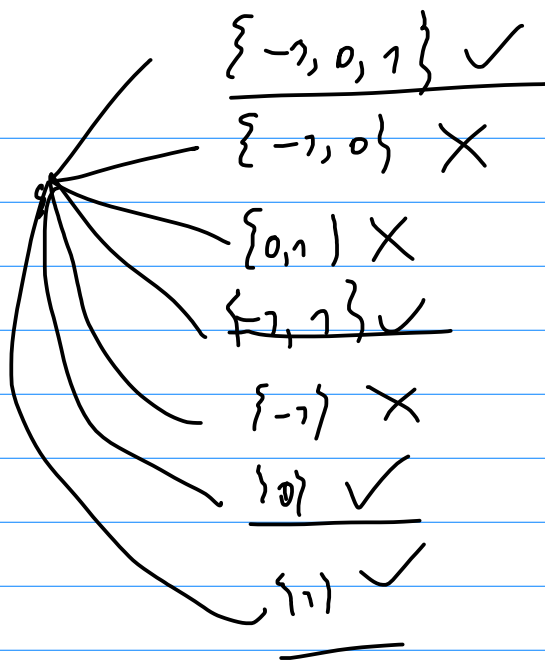 {-1, 0, 1} ✓
{-1, 0} ✗
{0, 1} ✗
{-1, 1} ✓
{-1} ✗
{0} ✓
{1} ✓